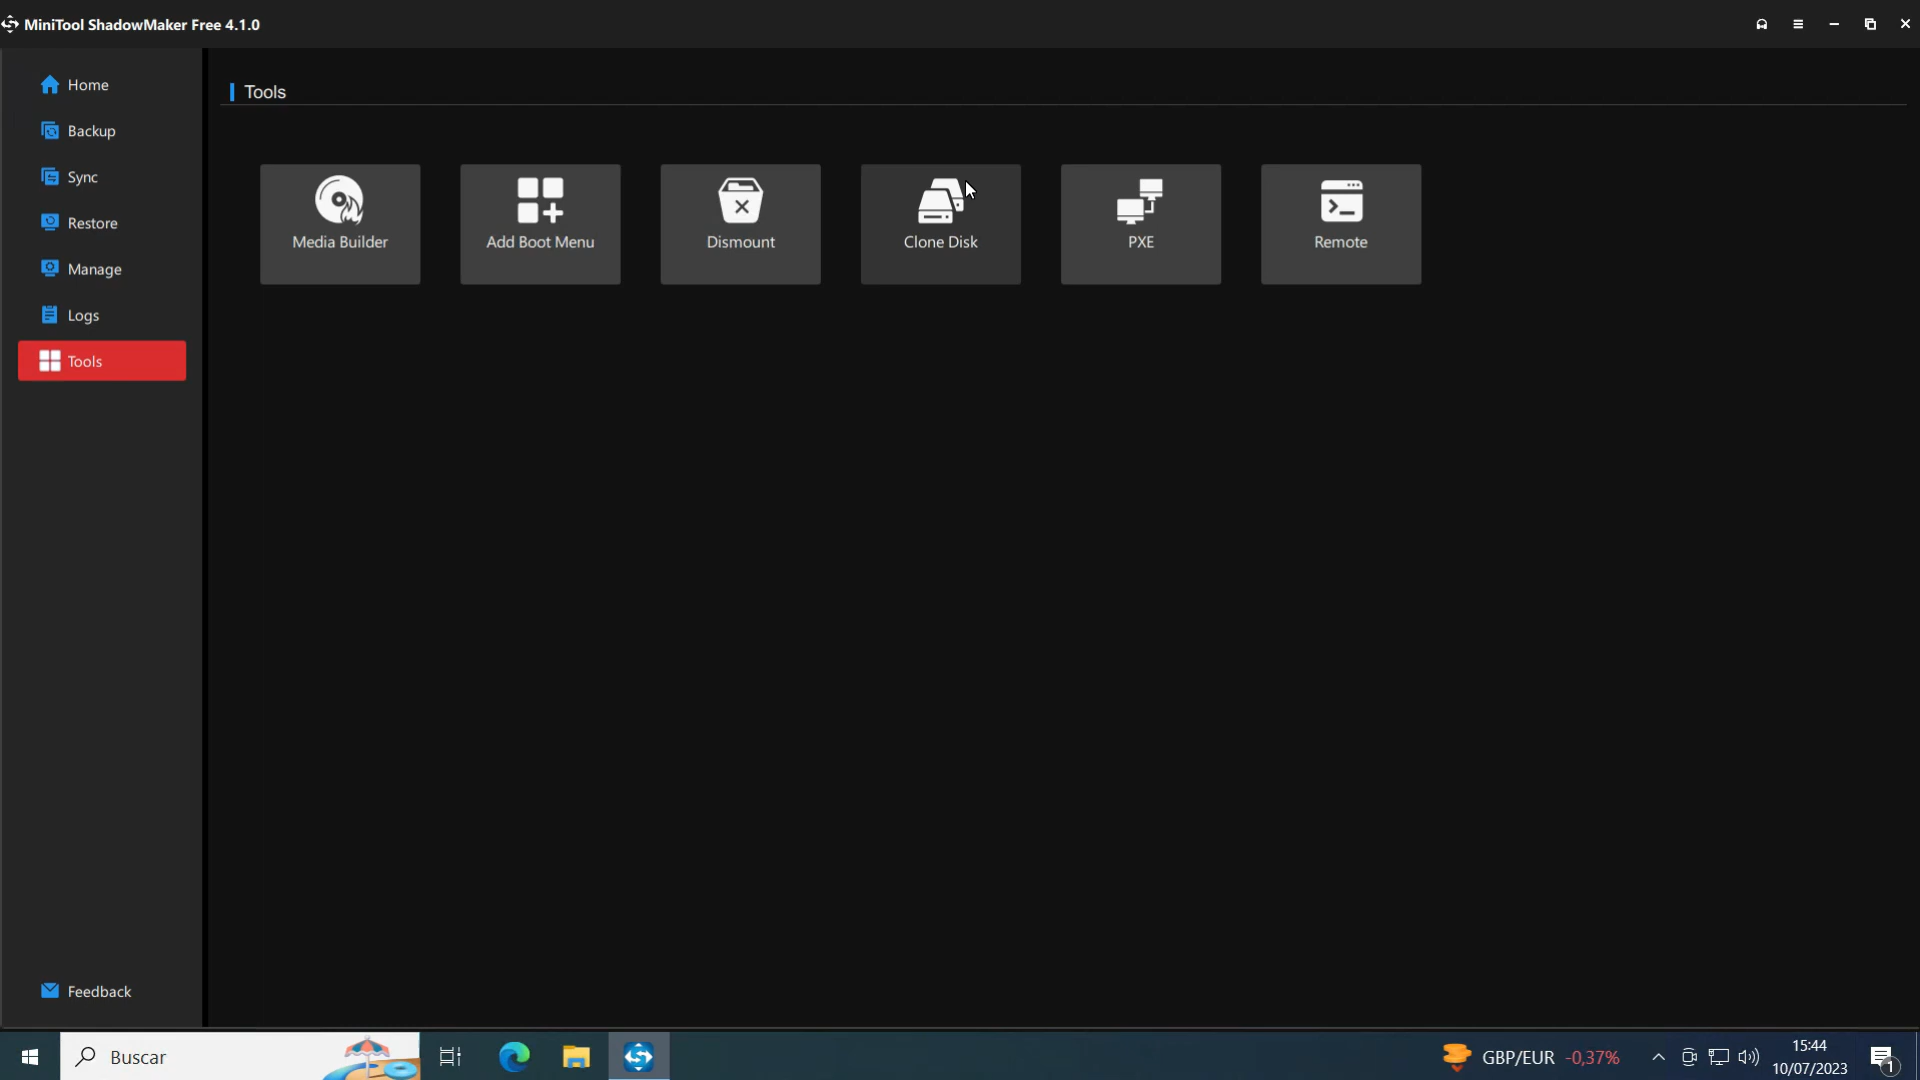 MiniTool ShadowMaker Free 4.1.0
Home
Backup
Sync
Restore
Manage
Logs
Tools
Feedback
Tools
Media Builder
Add Boot Menu
Dismount
Clone Disk
PXE
Remote
Buscar
GBP/EUR -0,37%
15:44
10/07/2023
1